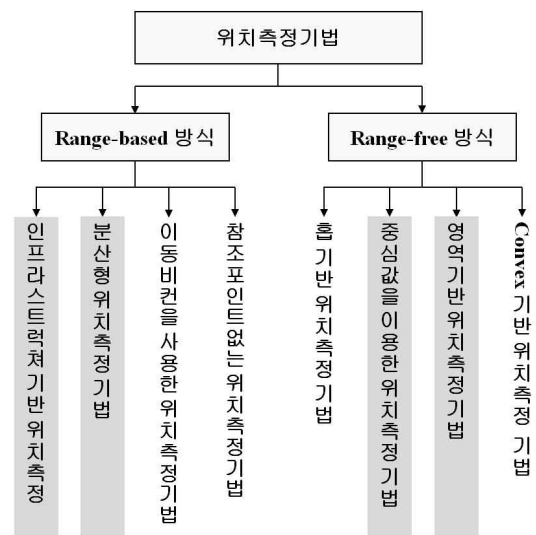 위치측정기법
Range-based 방식
Range-free 방식
인프라스트럭쳐 기반 위치측정
분산형 위치측정 기법
이동비컨을 사용한 위치측정기법
참조포인트없는 위치측정기법
홉 기반 위치측정기법
중심값을 이용한 위치측정기법
영역기반 위치측정기법
Convex 기반 위치측정 기법